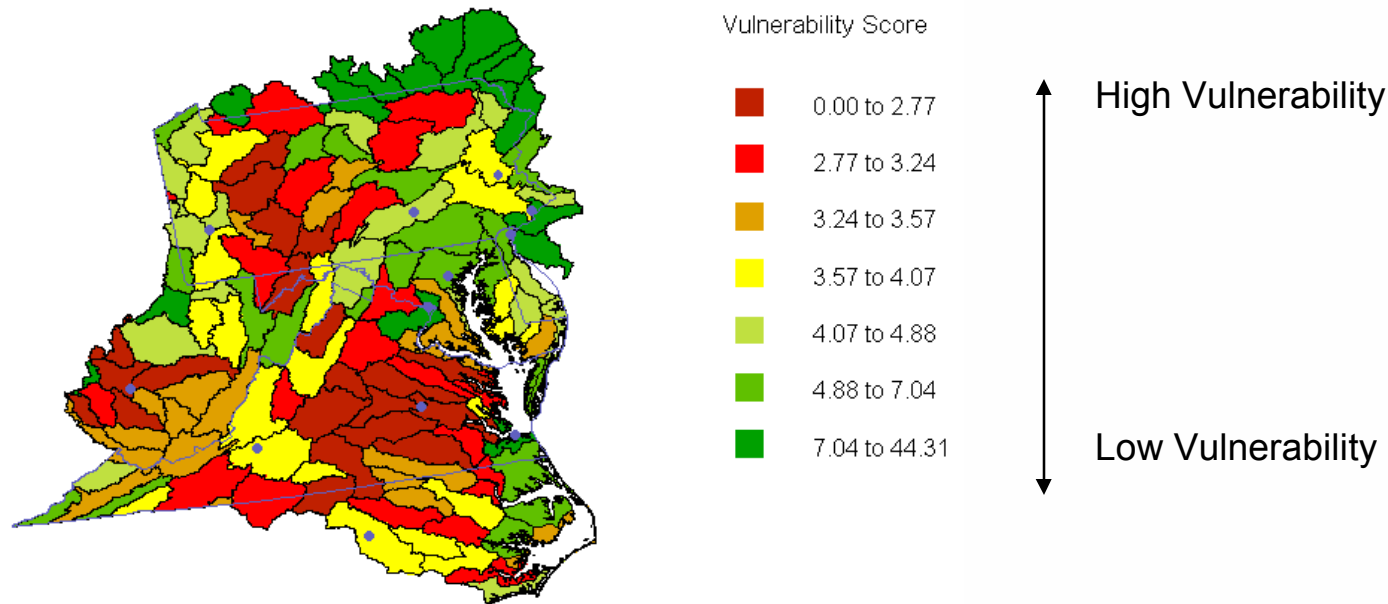 Vulnerability Score
High Vulnerability
0.00 to 2.77
2.77 to 3.24
3.24 to 3.57
3.57 to 4.07
4.07 to 4.88
4.88 to 7.04
7.04 to 44.31
Low Vulnerability